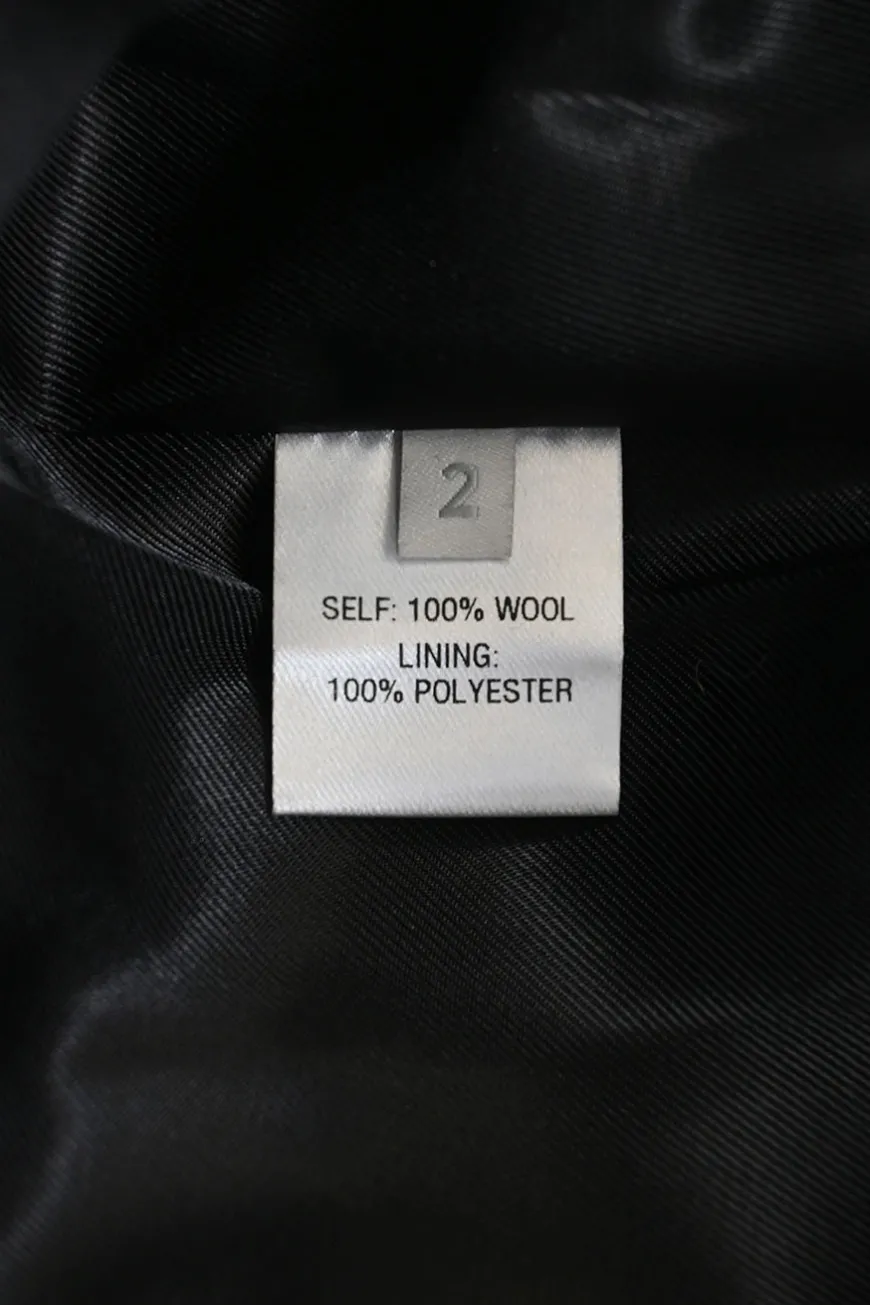 2
SELF: 100% WOOL
LINING:
100% POLYESTER